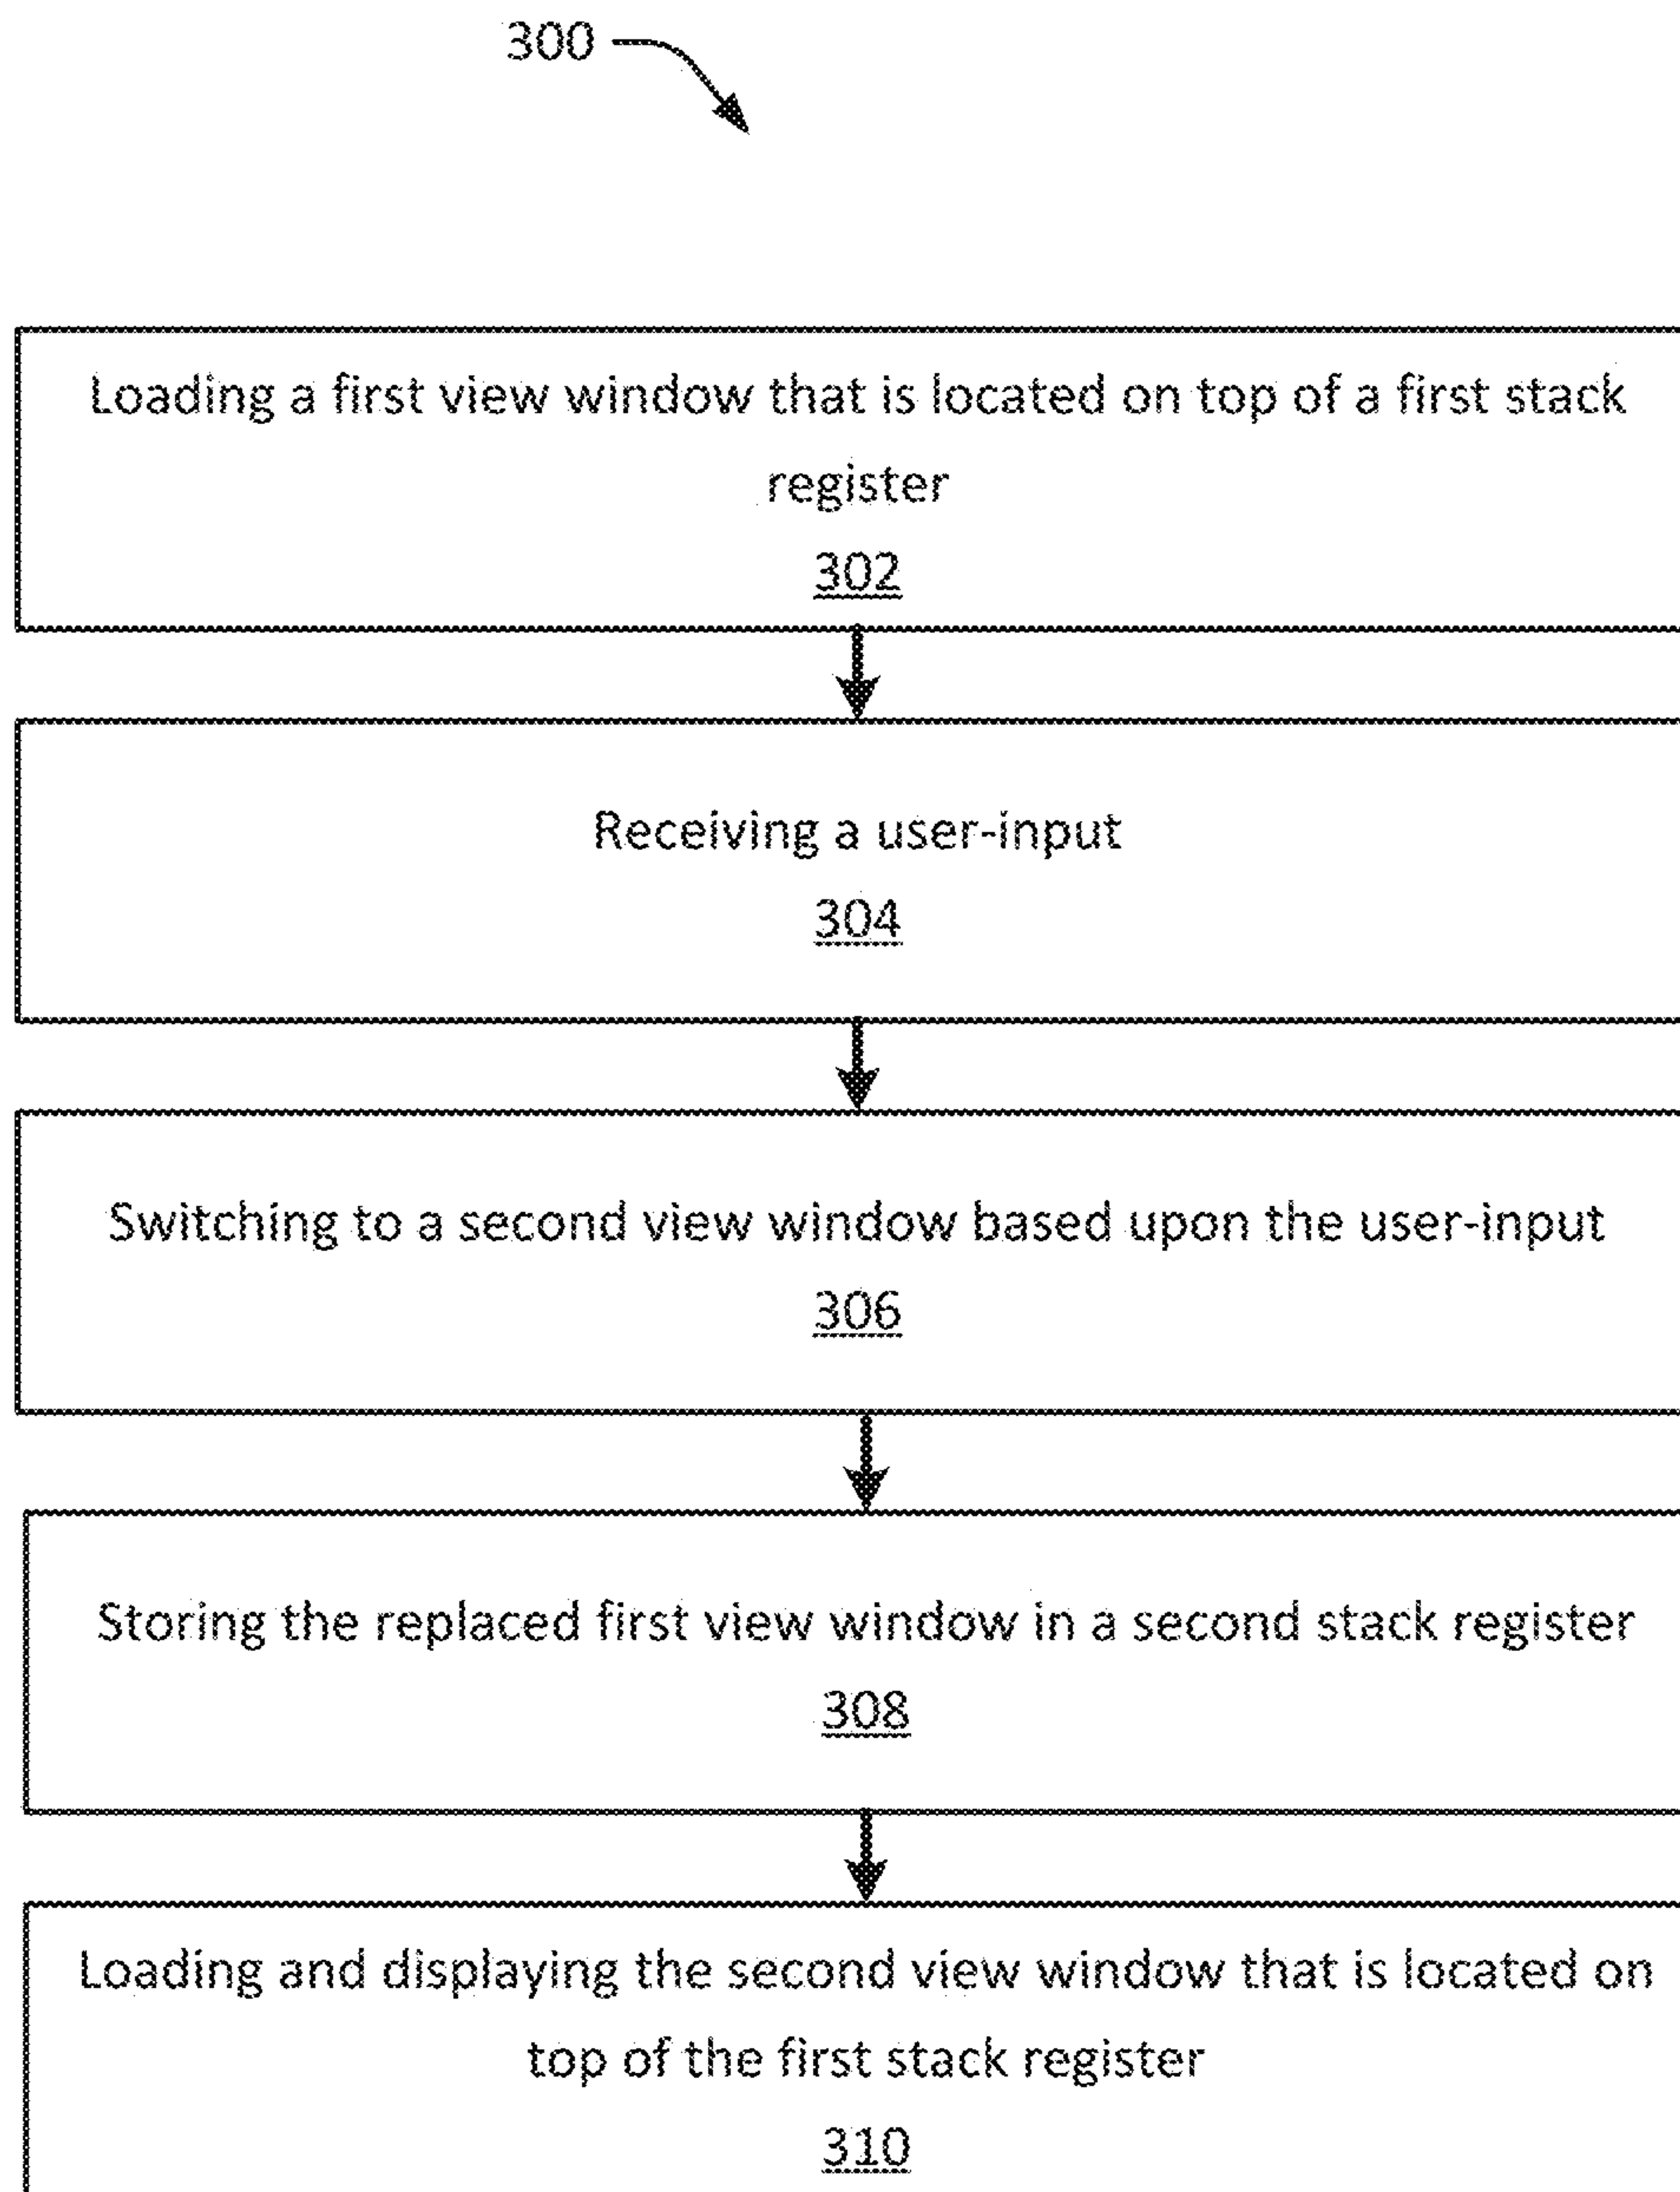 300
Loading a first view window that is located on top of a first stack
register
302
Receiving a user-input
304
Switching to a second view window based upon the user-input
306
Storing the replaced first view window in a second stack register
308
Loading and displaying the second view window that is located on
top of the first stack register
310